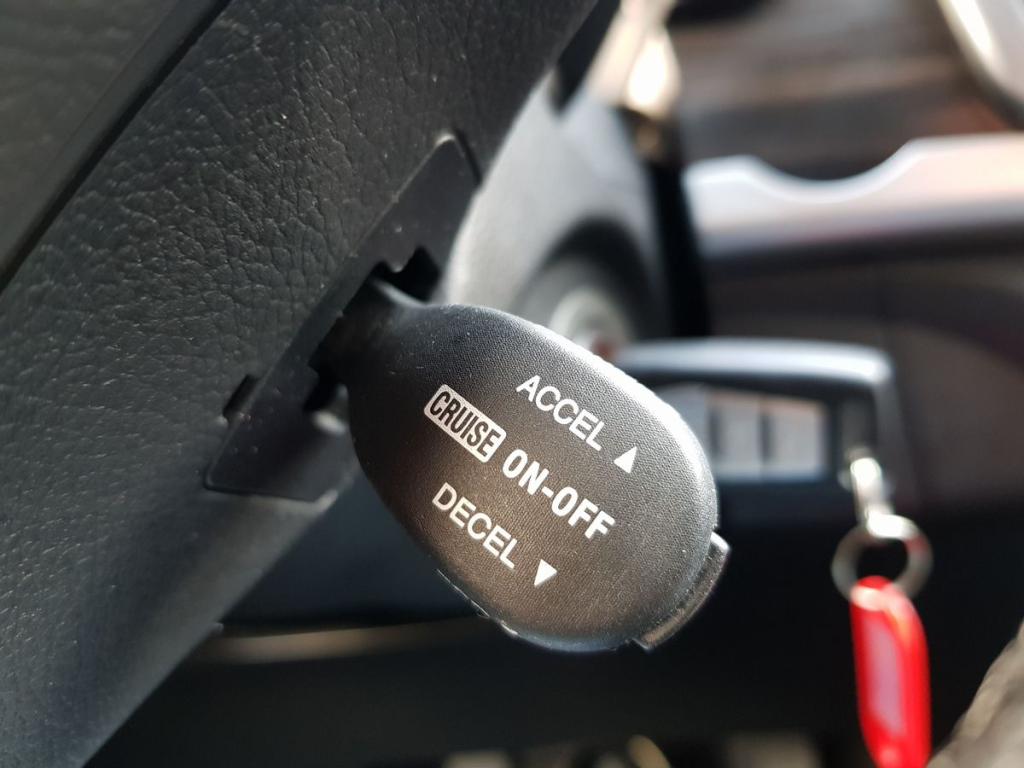 ACCEL ▲
CRUISE ON-OFF
DECEL ▼